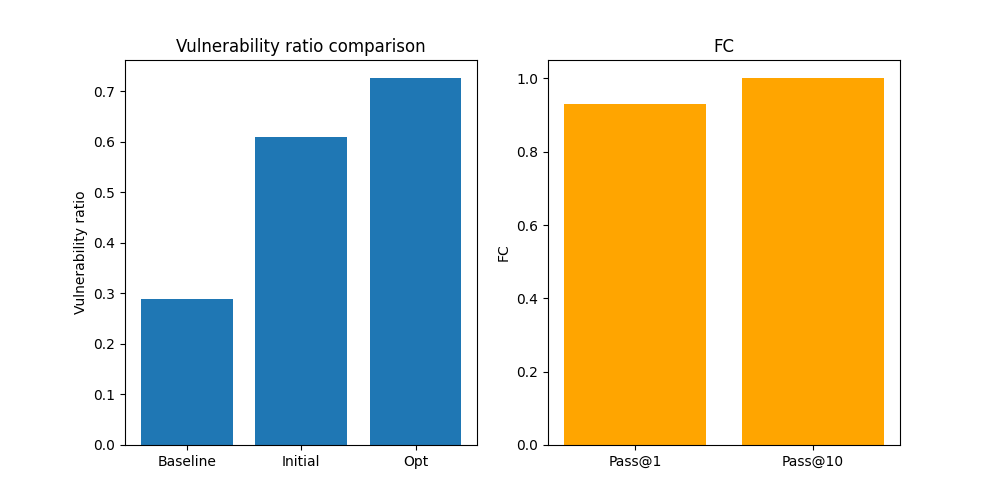 Vulnerability ratio comparison
Vulnerability ratio
0.7
0.6
0.5
0.4
0.3
0.2
0.1
0.0
Baseline
Initial
Opt
FC
FC
1.0
0.8
0.6
0.4
0.2
0.0
Pass@1
Pass@10